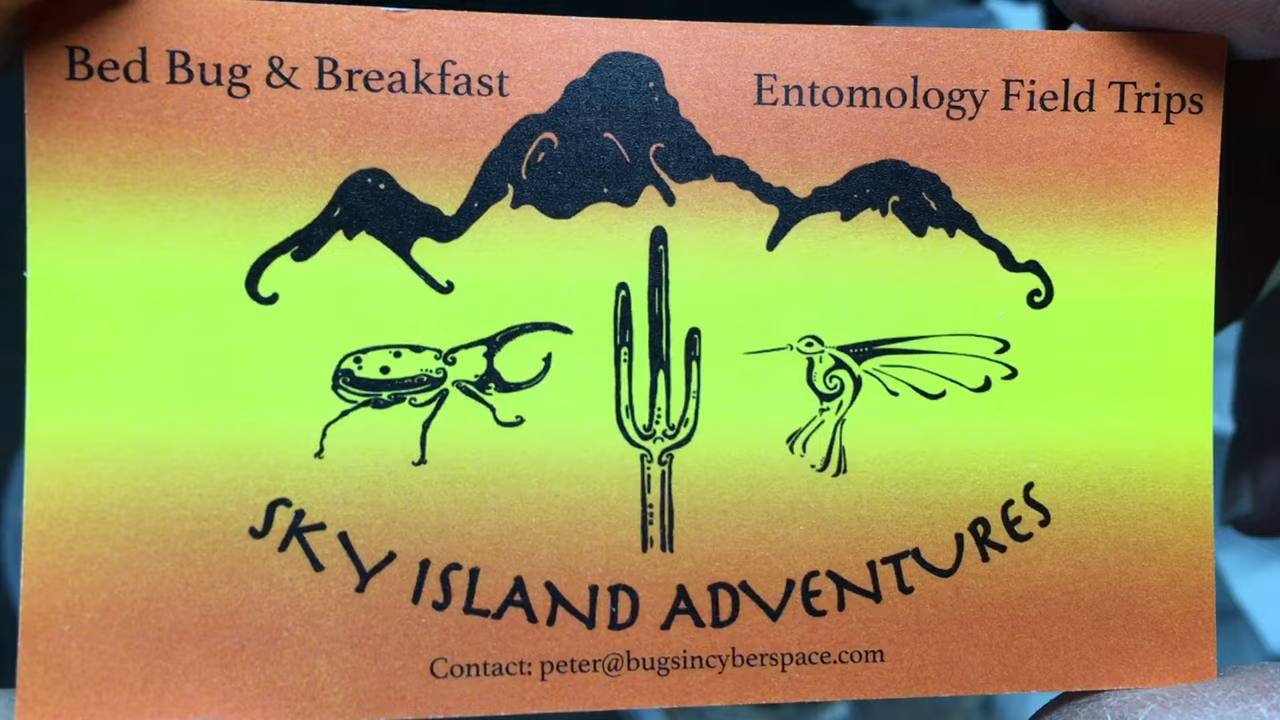 Bed Bug & Breakfast
Entomology Field Trips
SKY ISLAND ADVENTURES
Contact: peter@bugsincyberspace.com